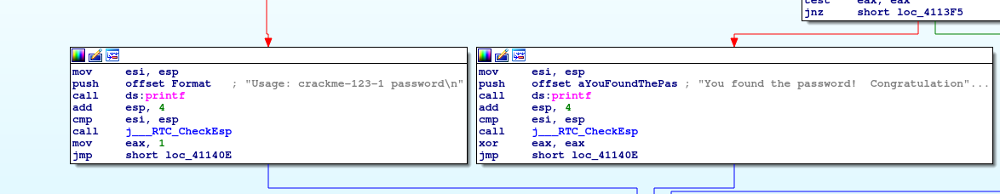 test    eax, eax
jnz     short loc_4113F5
mov     esi, esp
push    offset Format   ; "Usage: crackme-123-1 password\n"
call    ds:printf
add     esp, 4
cmp     esi, esp
call    j___RTC_CheckEsp
mov     eax, 1
jmp     short loc_41140E
mov     esi, esp
push    offset aYouFoundThePas ; "You found the password!  Congratulation"...
call    ds:printf
add     esp, 4
cmp     esi, esp
call    j___RTC_CheckEsp
xor     eax, eax
jmp     short loc_41140E